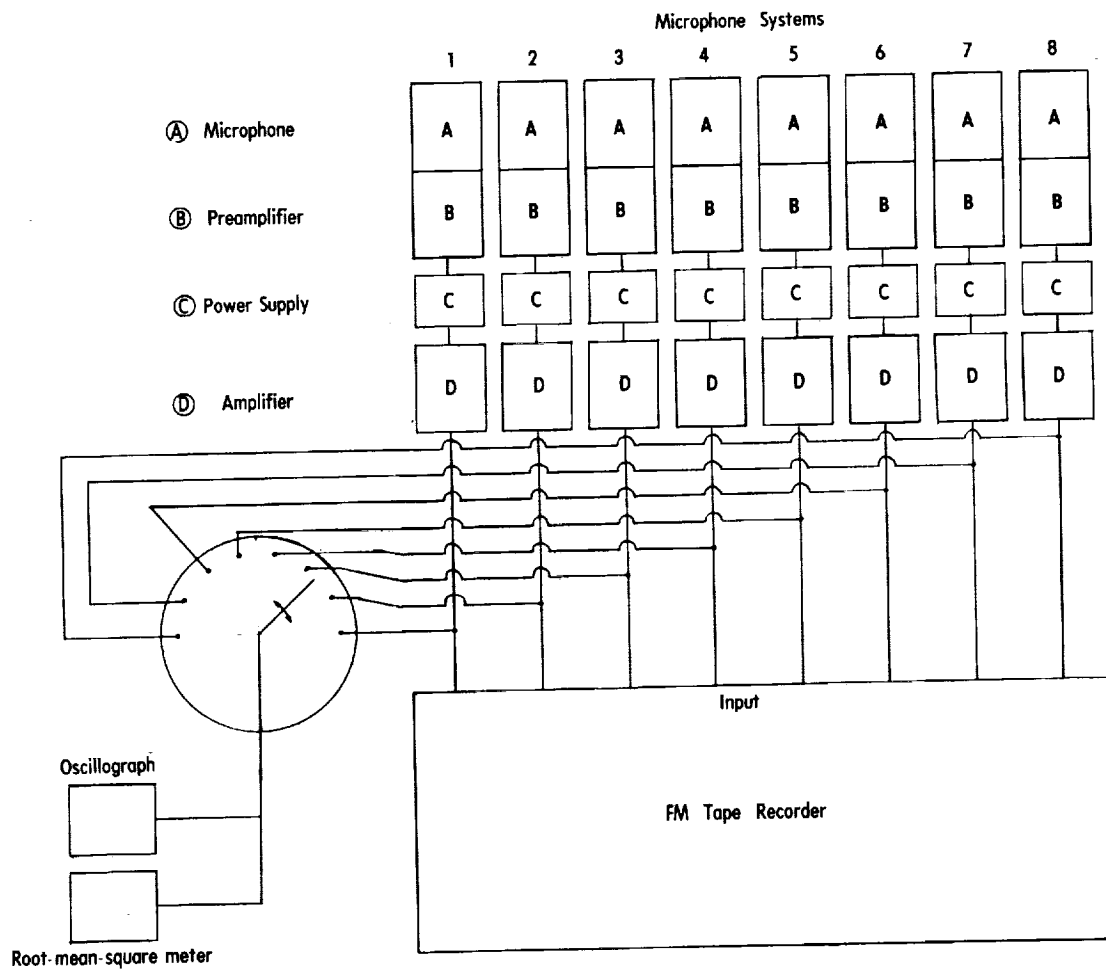 Microphone Systems
1 2 3 4 5 6 7 8
Ⓐ Microphone A A A A A A A A
Ⓑ Preamplifier B B B B B B B B
Ⓒ Power Supply C C C C C C C C
Ⓓ Amplifier D D D D D D D D
Input
Oscillograph
FM Tape Recorder
Root-mean-square meter